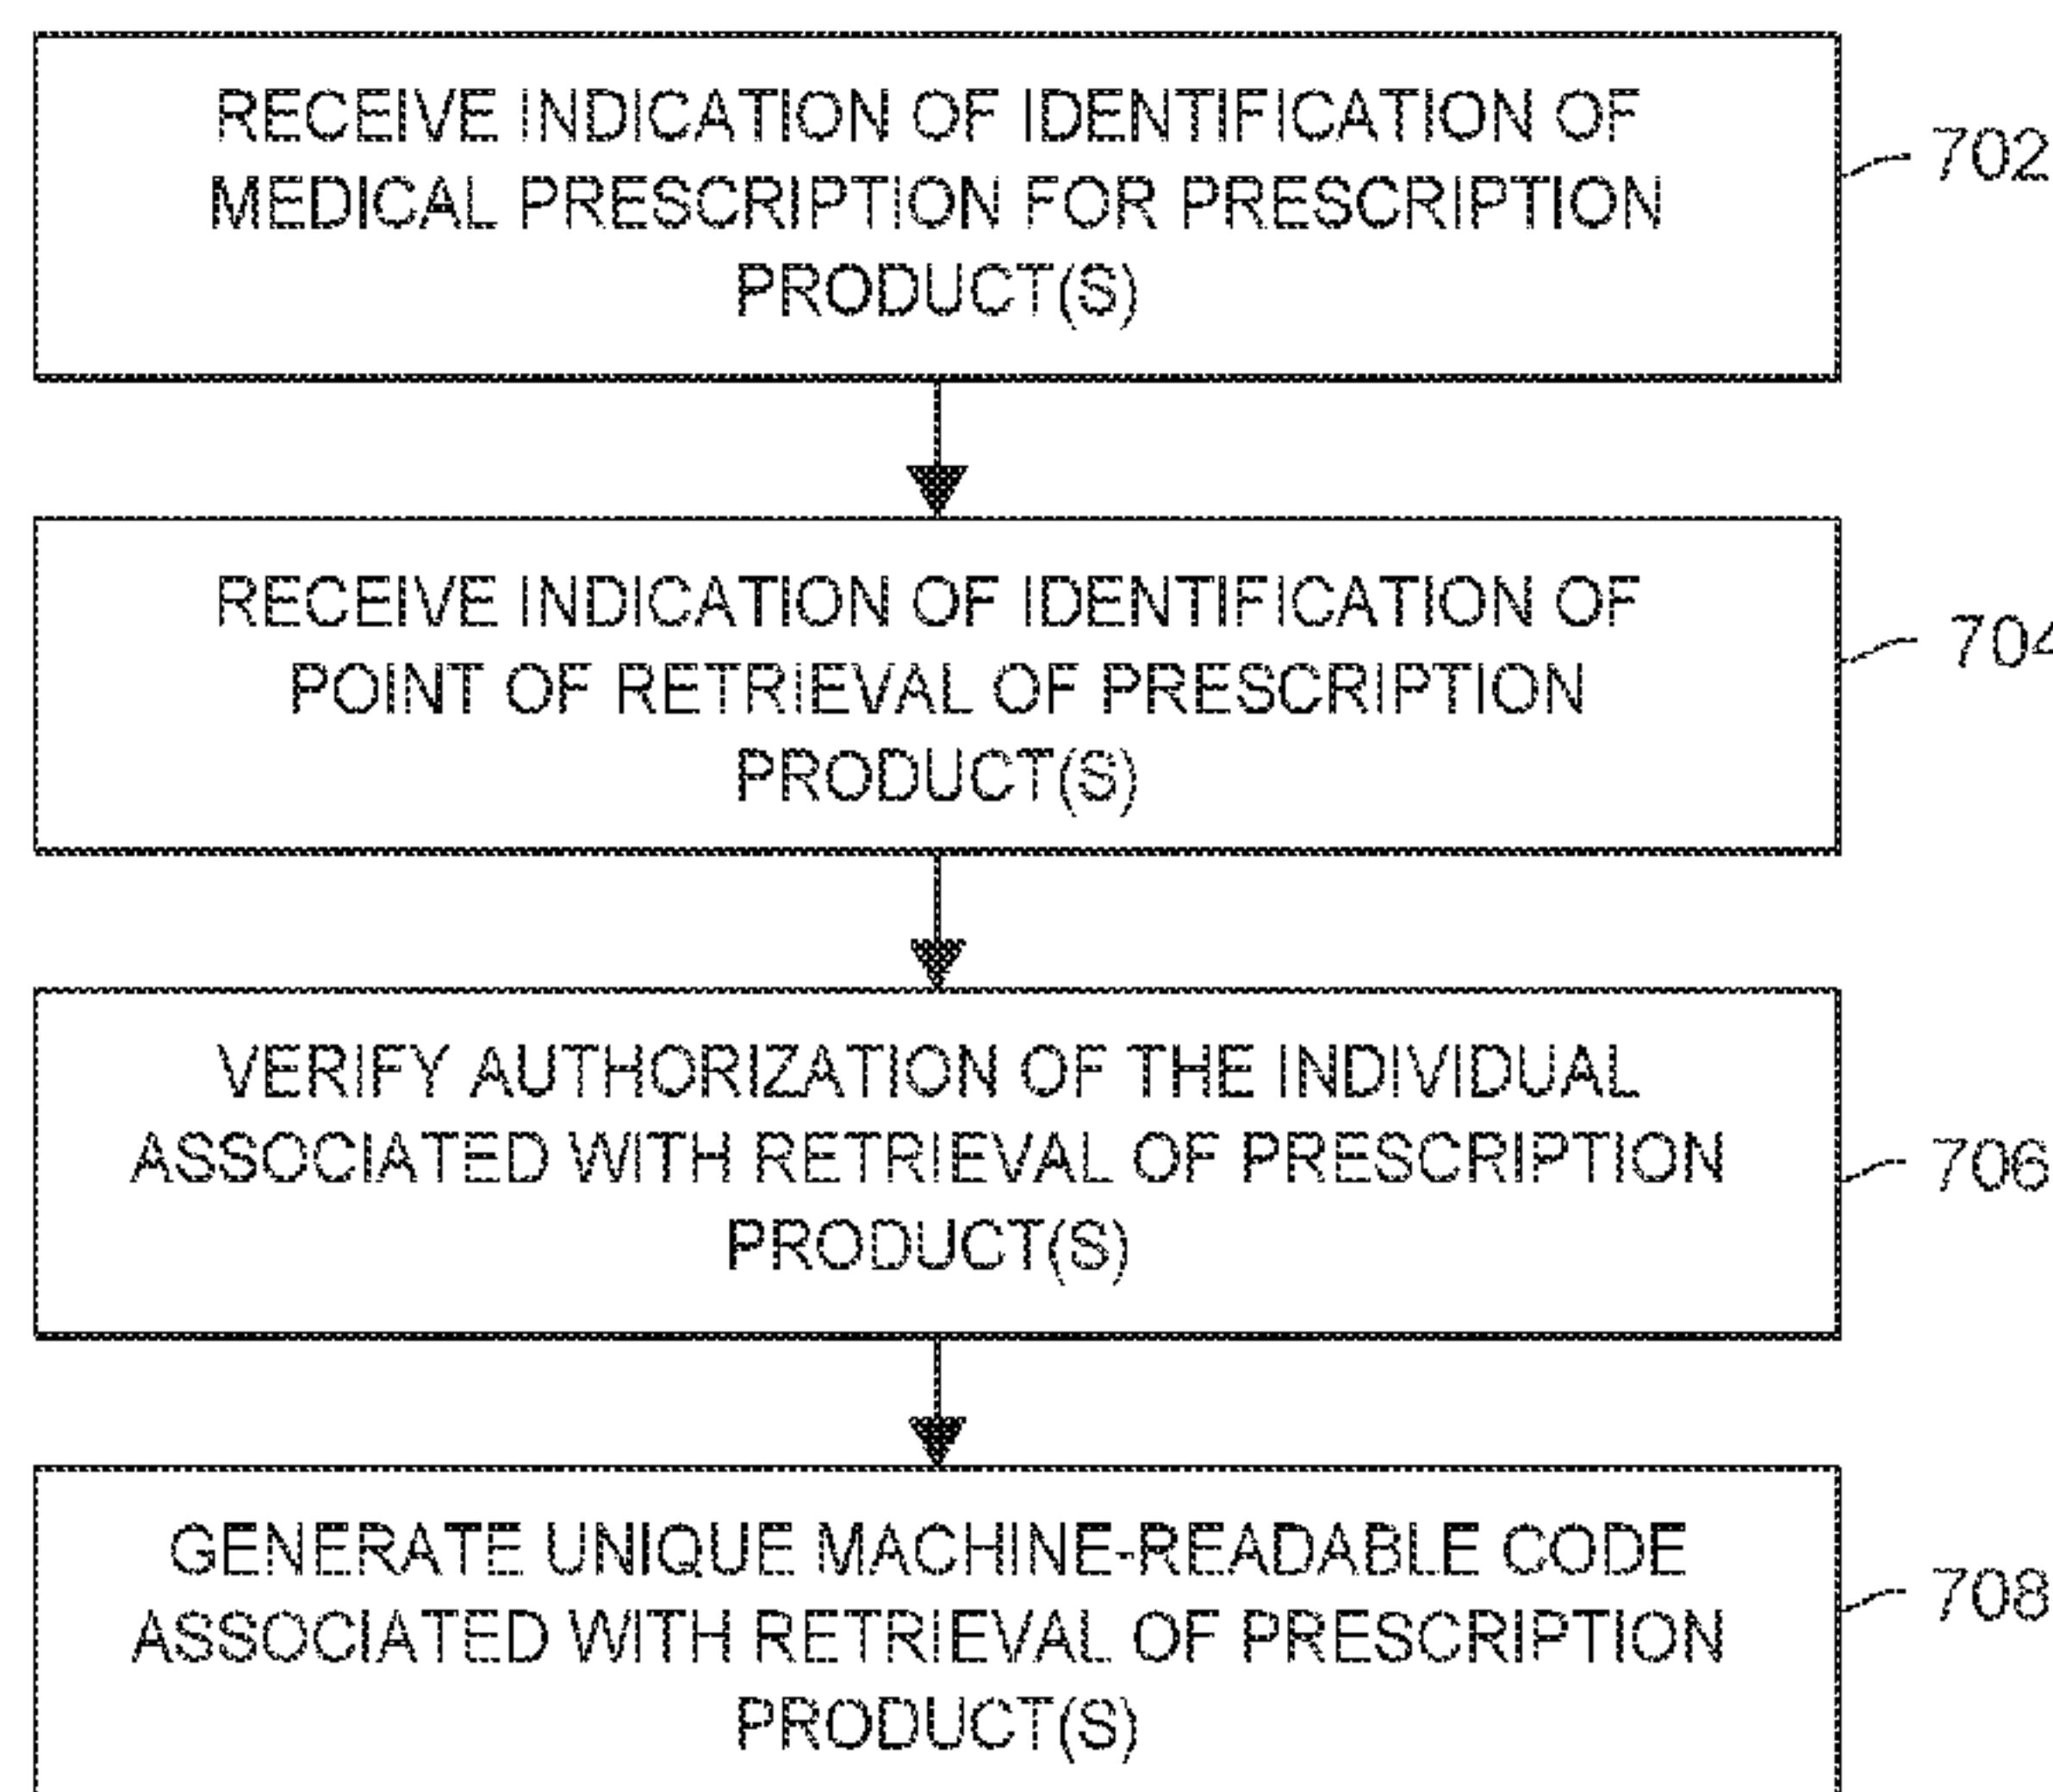 RECEIVE INDICATION OF IDENTIFICATION OF
MEDICAL PRESCRIPTION FOR PRESCRIPTION
PRODUCT(S)
702
RECEIVE INDICATION OF IDENTIFICATION OF
POINT OF RETRIEVAL OF PRESCRIPTION
PRODUCT(S)
704
VERIFY AUTHORIZATION OF THE INDIVIDUAL
ASSOCIATED WITH RETRIEVAL OF PRESCRIPTION
PRODUCT(S)
706
GENERATE UNIQUE MACHINE-READABLE CODE
ASSOCIATED WITH RETRIEVAL OF PRESCRIPTION
PRODUCT(S)
708